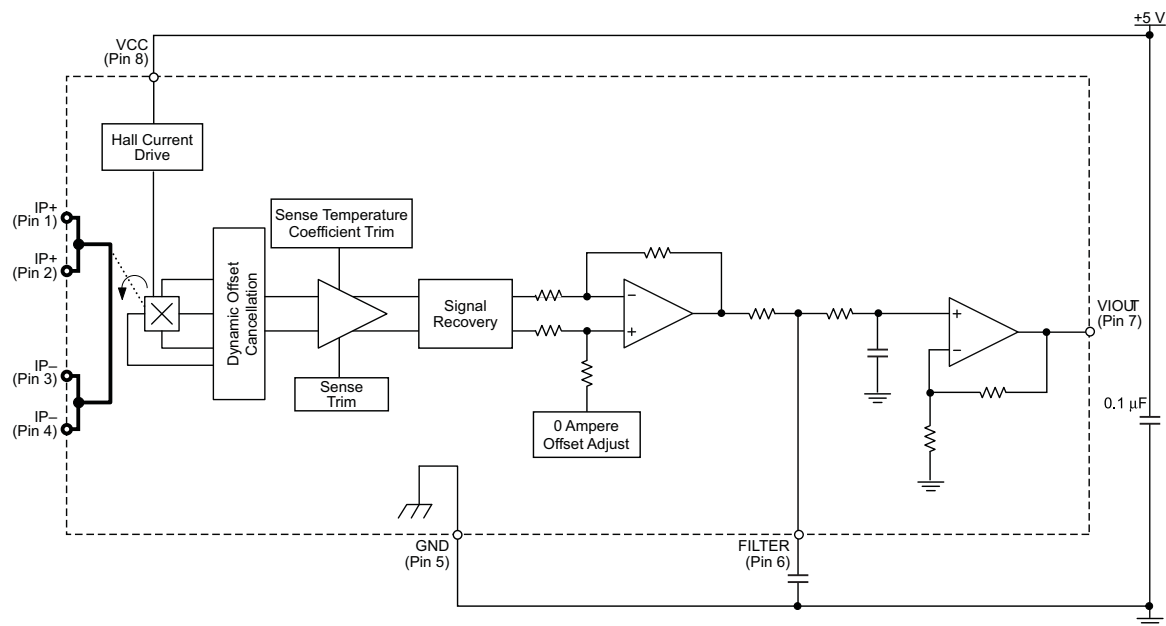 +5 V
VCC
(Pin 8)
Hall Current
Drive
IP+
(Pin 1)
IP+
(Pin 2)
IP–
(Pin 3)
IP–
(Pin 4)
Dynamic Offset
Cancellation
Sense Temperature
Coefficient Trim
Sense
Trim
Signal
Recovery
0 Ampere
Offset Adjust
−
+
+
−
VIOUT
(Pin 7)
0.1 μF
GND
(Pin 5)
FILTER
(Pin 6)